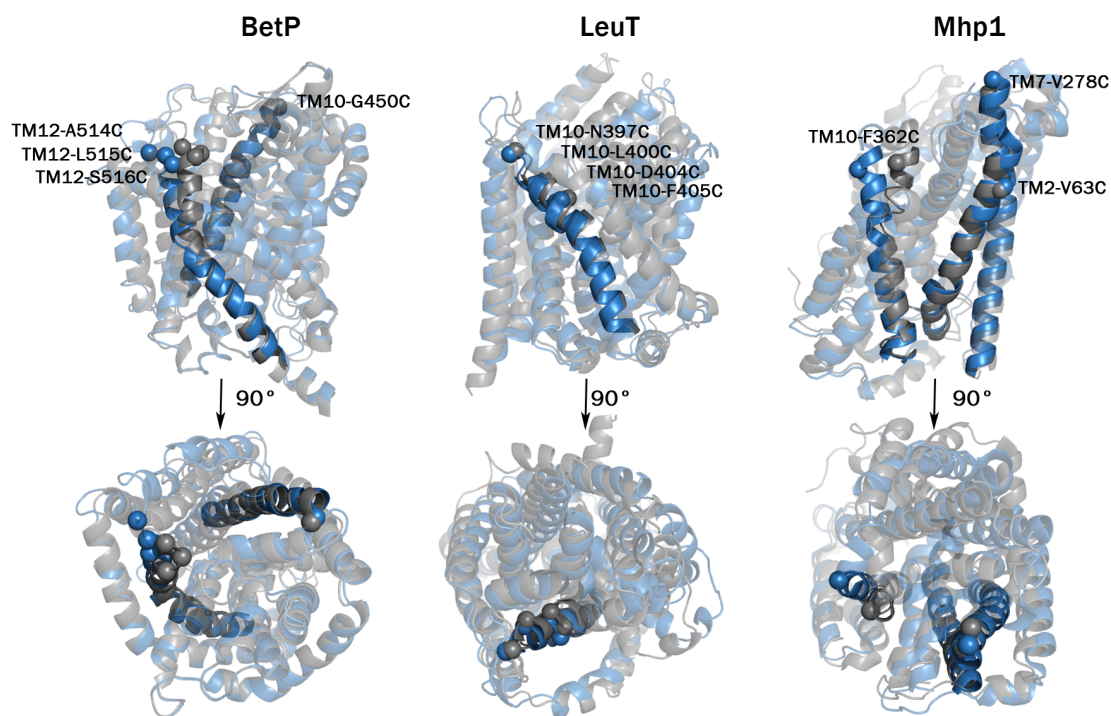 BetP
LeuT
Mhp1
TM10-G450C
TM12-A514C
TM12-L515C
TM12-S516C
TM10-N397C
TM10-L400C
TM10-D404C
TM10-F405C
TM7-V278C
TM10-F362C
TM2-V63C
90°
90°
90°